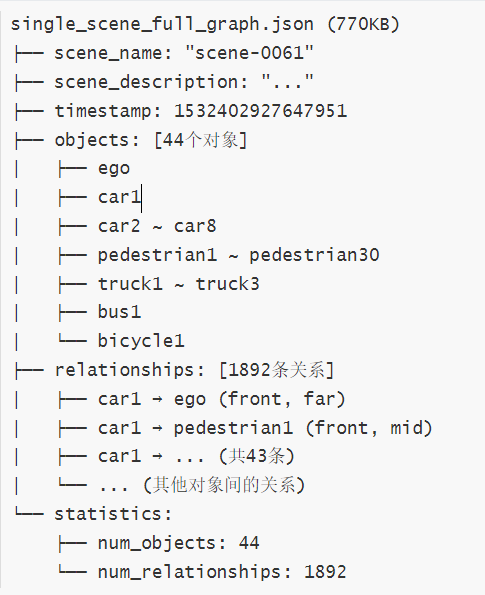 single_scene_full_graph.json (770KB)
├── scene_name: "scene-0061"
├── scene_description: "..."
├── timestamp: 1532402927647951
├── objects: [44个对象]
│   ├── ego
│   ├── car1
│   ├── car2 ~ car8
│   ├── pedestrian1 ~ pedestrian30
│   ├── truck1 ~ truck3
│   ├── bus1
│   └── bicycle1
├── relationships: [1892条关系]
│   ├── car1 → ego (front, far)
│   ├── car1 → pedestrian1 (front, mid)
│   ├── car1 → ... (共43条)
│   └── ... (其他对象间的关系)
└── statistics:
    ├── num_objects: 44
    └── num_relationships: 1892